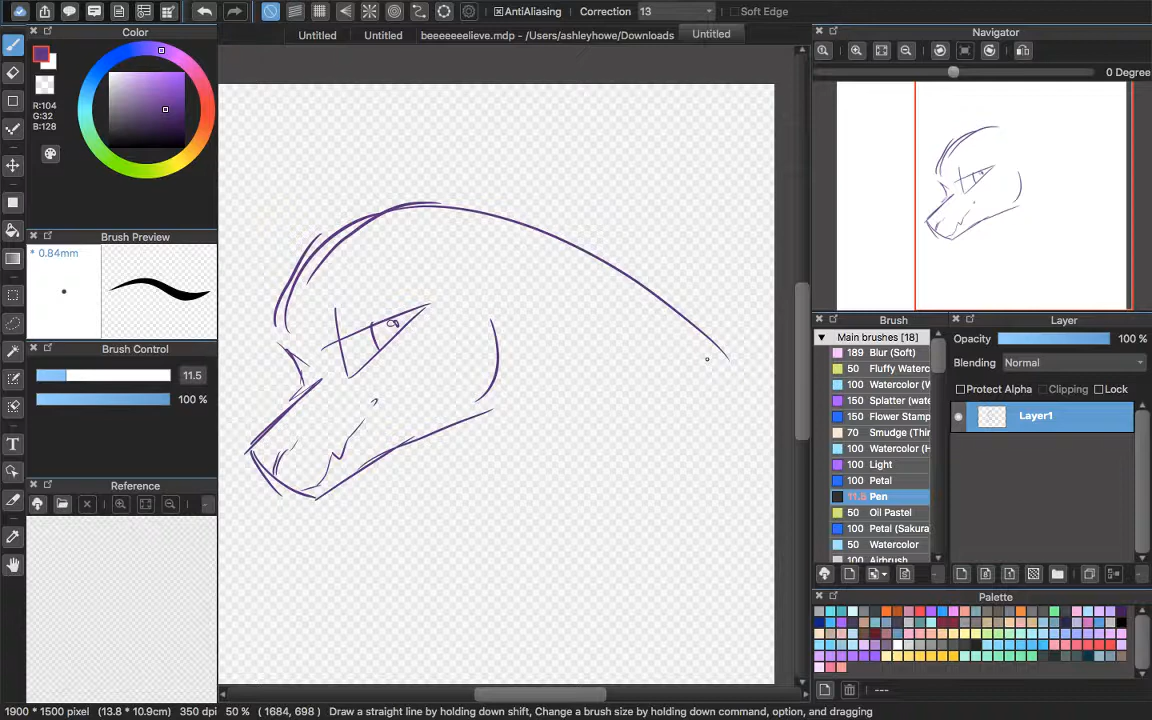 AntiAliasing
Correction
13
Soft Edge
Untitled
Untitled
beeeeeeelieve.mdp - /Users/ashleyhowe/Downloads
Untitled
Color
R:104
G:32
B:128
Brush Preview
* 0.84mm
Brush Control
11.5
100 %
Reference
T
Navigator
0 Degree
Brush
Main brushes [18]
189 Blur (Soft)
50 Fluffy Waterc
100 Watercolor (W
150 Splatter (wate
150 Flower Stamp
70 Smudge (Thin
100 Watercolor (H
100 Light
100 Petal
11.5 Pen
50 Oil Pastel
100 Petal (Sakura
50 Watercolor
100 Airbrush
Layer
Opacity
100 %
Blending
Normal
Protect Alpha
Clipping
Lock
Layer1
Palette
---
1900 * 1500 pixel (13.8 * 10.9cm) 350 dpi 50 % ( 1684, 698 ) Draw a straight line by holding down shift, Change a brush size by holding down command, option, and dragging